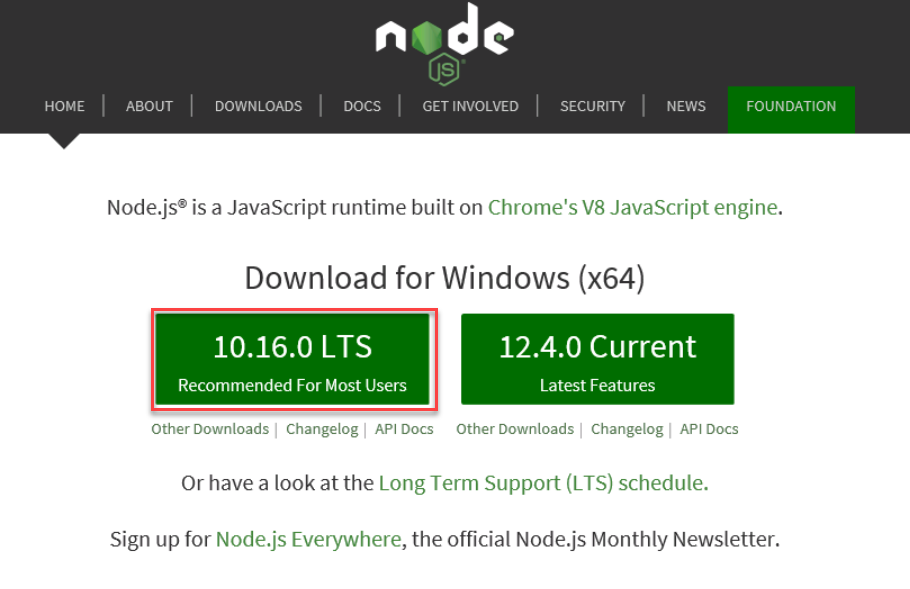 node
JS
HOME | ABOUT | DOWNLOADS | DOCS | GET INVOLVED | SECURITY | NEWS FOUNDATION
Node.js® is a JavaScript runtime built on Chrome's V8 JavaScript engine.
Download for Windows (x64)
10.16.0 LTS
Recommended For Most Users
12.4.0 Current
Latest Features
Other Downloads | Changelog | API Docs
Other Downloads | Changelog | API Docs
Or have a look at the Long Term Support (LTS) schedule.
Sign up for Node.js Everywhere, the official Node.js Monthly Newsletter.